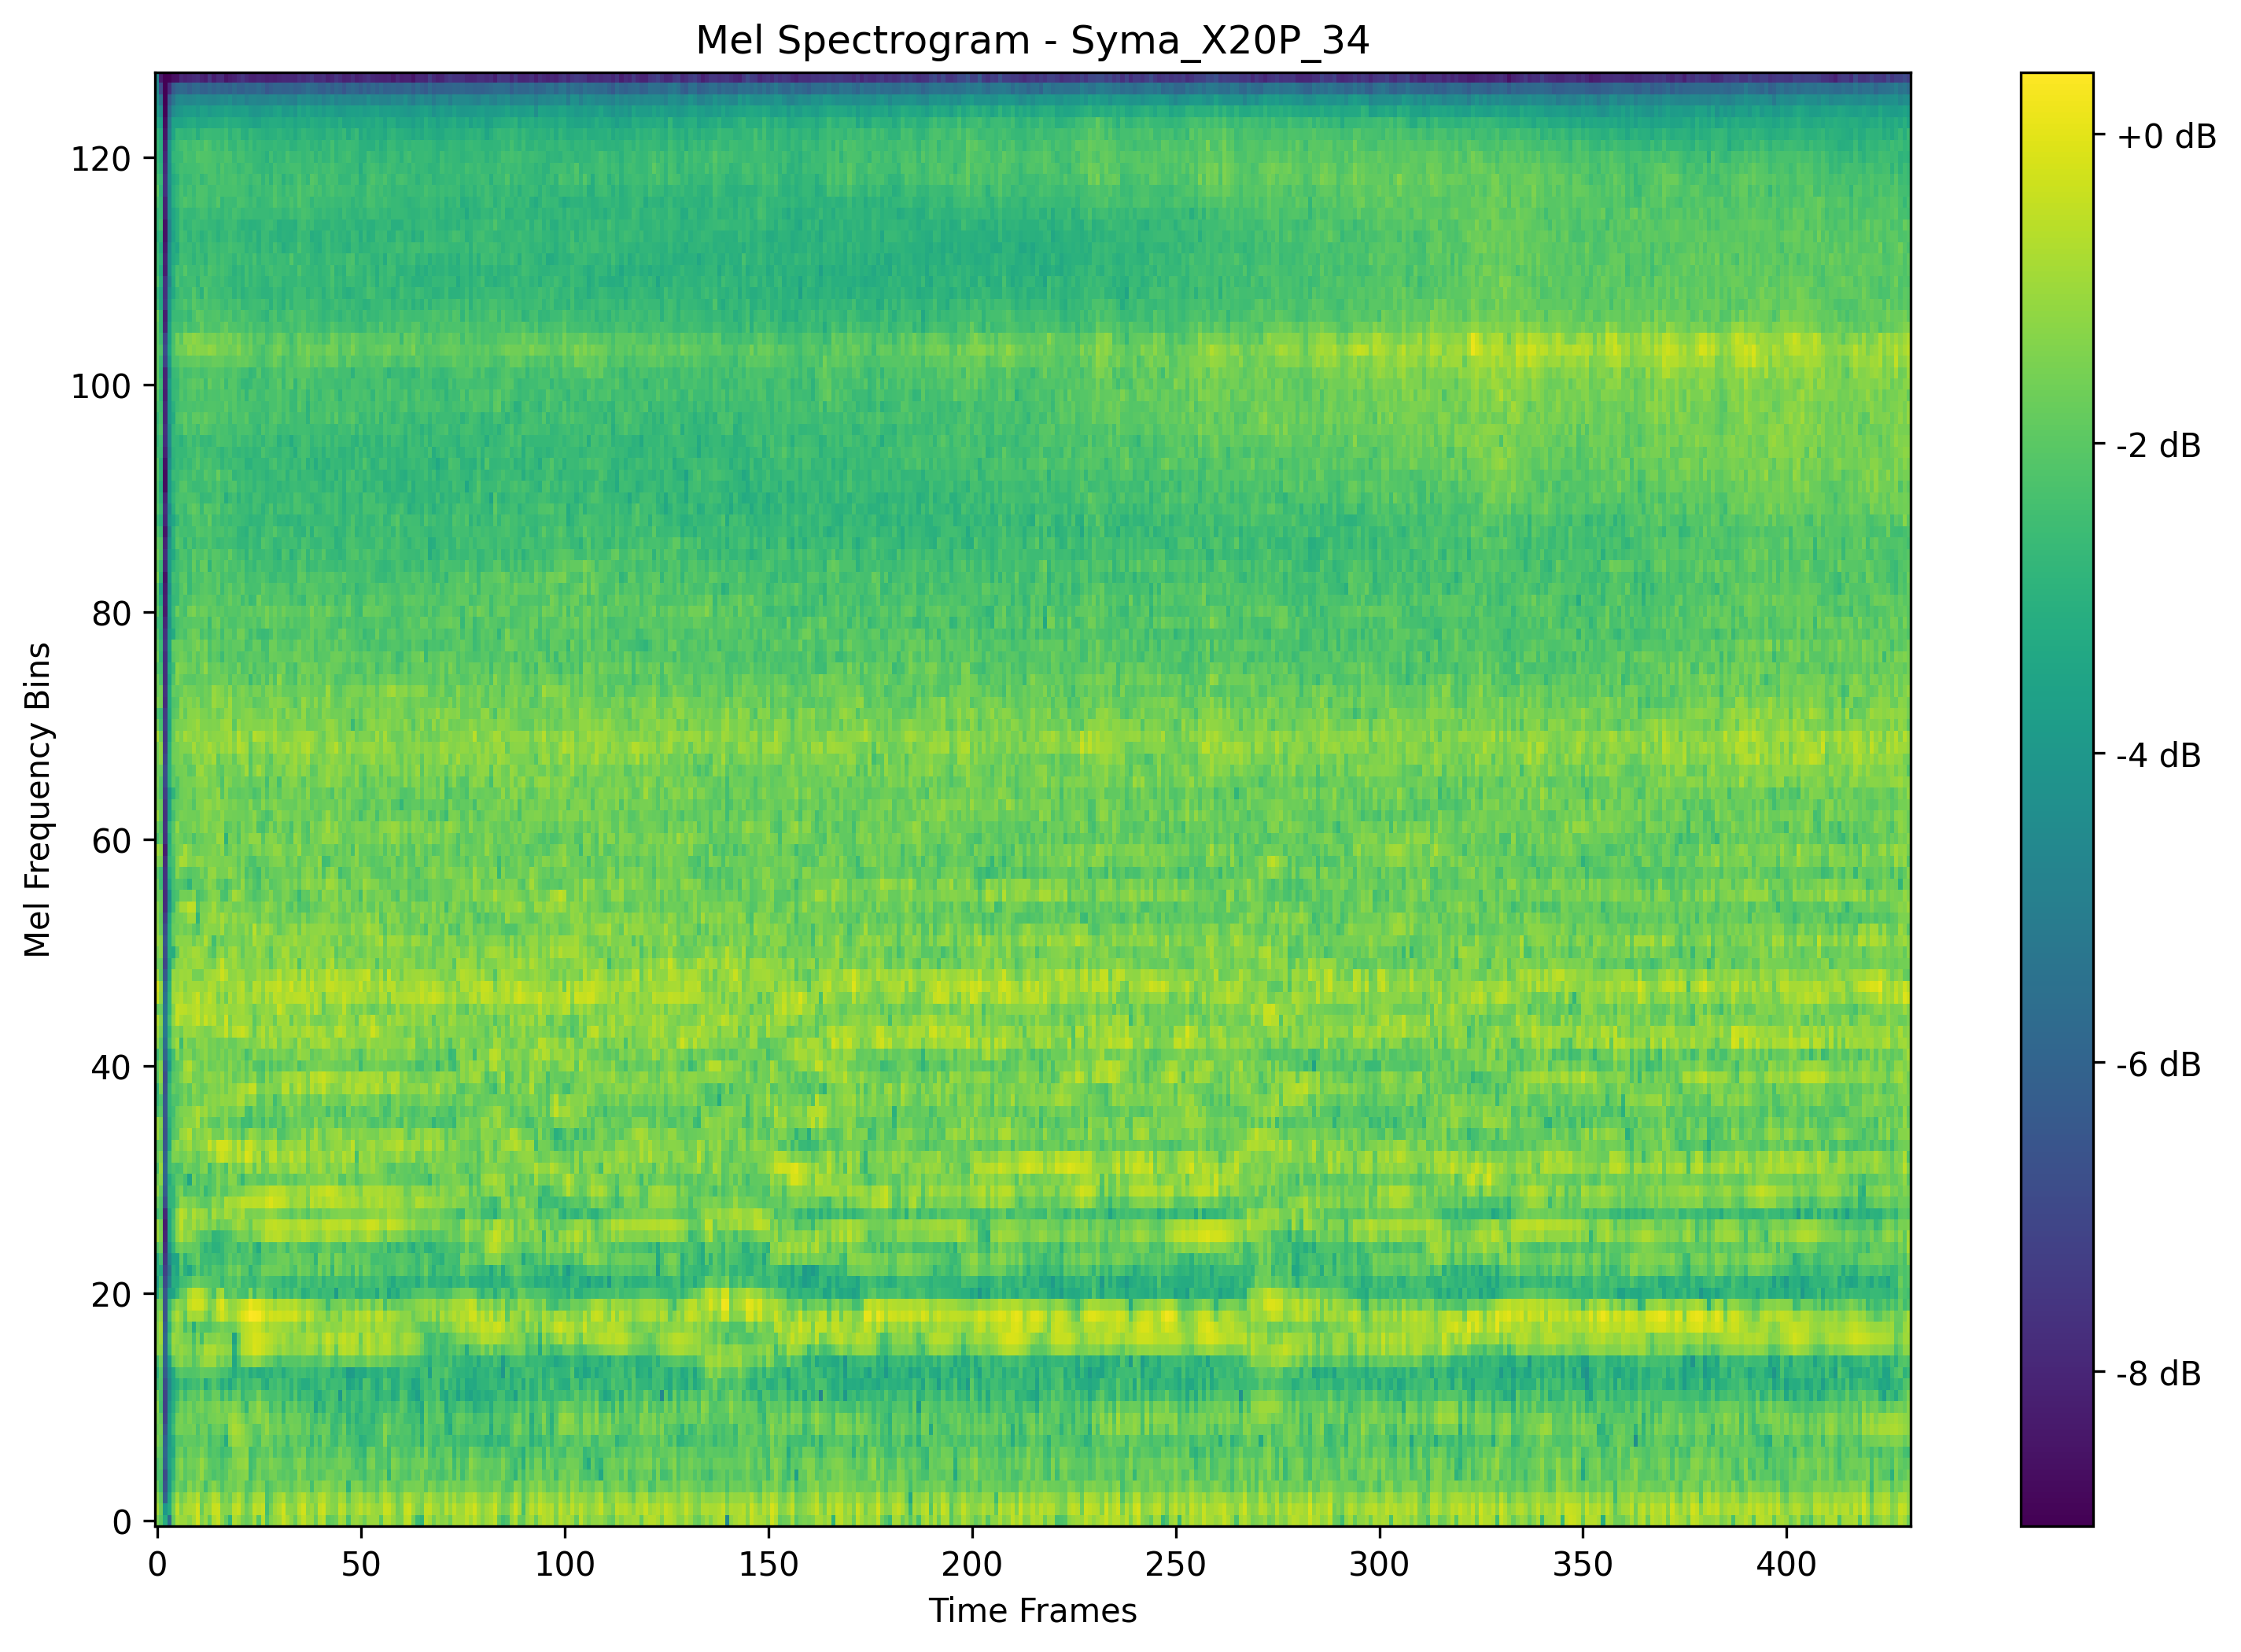 Mel Spectrogram - Syma_X20P_34
Mel Frequency Bins
120
100
80
60
40
20
0
0 50 100 150 200 250 300 350 400
Time Frames
+0 dB
-2 dB
-4 dB
-6 dB
-8 dB